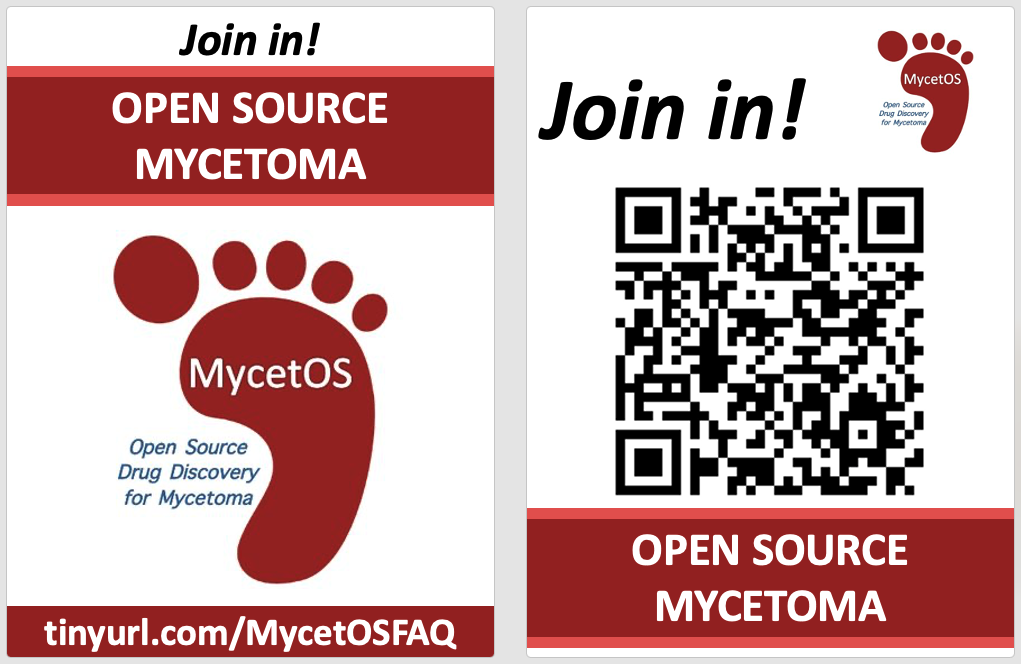 Join in!
OPEN SOURCE
MYCETOMA
MycetOS
Open Source
Drug Discovery
for Mycetoma
tinyurl.com/MycetOSFAQ
Join in!
MycetOS
Open Source
Drug Discovery
for Mycetoma
OPEN SOURCE
MYCETOMA